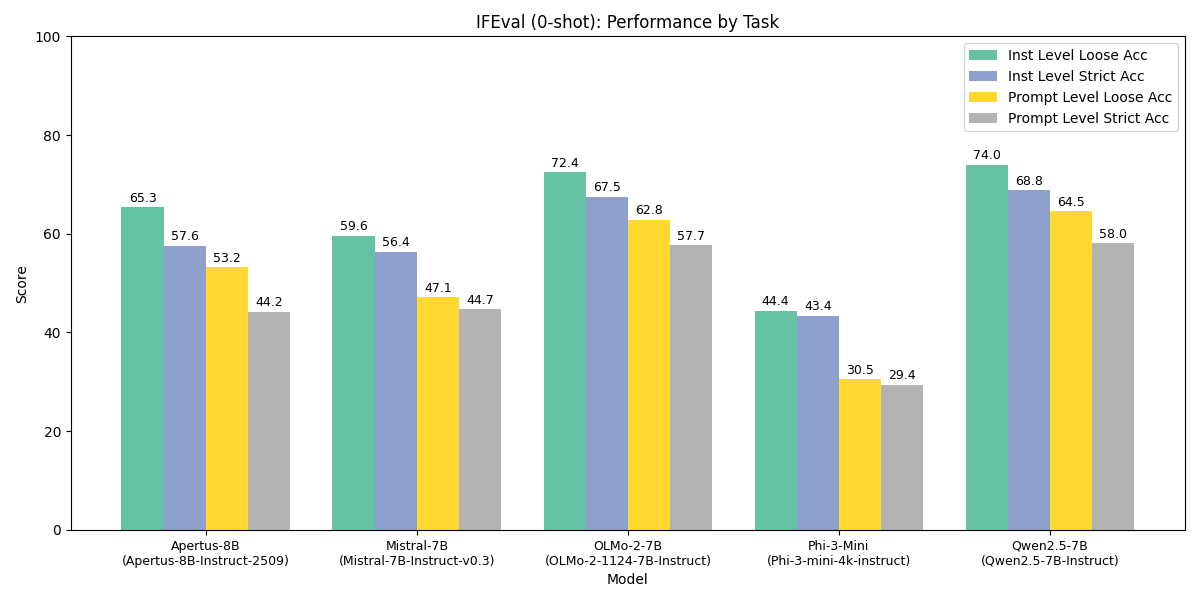 IFEval (0-shot): Performance by Task
Score
100
80
60
40
20
0
Inst Level Loose Acc
Inst Level Strict Acc
Prompt Level Loose Acc
Prompt Level Strict Acc
65.3
57.6
53.2
44.2
59.6
56.4
47.1
44.7
72.4
67.5
62.8
57.7
44.4
43.4
30.5
29.4
74.0
68.8
64.5
58.0
Apertus-8B
(Apertus-8B-Instruct-2509)
Mistral-7B
(Mistral-7B-Instruct-v0.3)
OLMo-2-7B
(OLMo-2-1124-7B-Instruct)
Phi-3-Mini
(Phi-3-mini-4k-instruct)
Qwen2.5-7B
(Qwen2.5-7B-Instruct)
Model